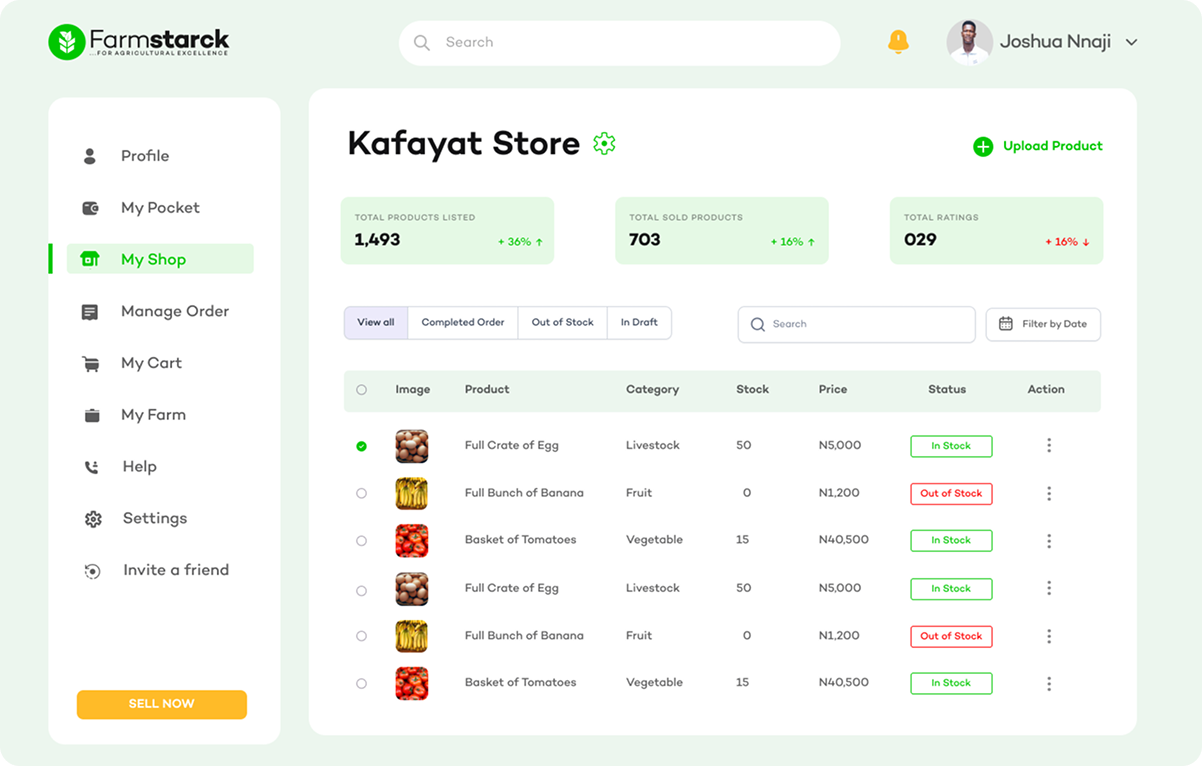 Farmstarck
...FOR AGRICULTURAL EXCELLENCE
Search
Joshua Nnaji
Profile
My Pocket
My Shop
Manage Order
My Cart
My Farm
Help
Settings
Invite a friend
SELL NOW
Kafayat Store
Upload Product
TOTAL PRODUCTS LISTED
1,493 + 36% ↑
TOTAL SOLD PRODUCTS
703 + 16% ↑
TOTAL RATINGS
029 + 16% ↓
View all Completed Order Out of Stock In Draft
Search
Filter by Date
Image Product Category Stock Price Status Action
Full Crate of Egg Livestock 50 N5,000 In Stock
Full Bunch of Banana Fruit 0 N1,200 Out of Stock
Basket of Tomatoes Vegetable 15 N40,500 In Stock
Full Crate of Egg Livestock 50 N5,000 In Stock
Full Bunch of Banana Fruit 0 N1,200 Out of Stock
Basket of Tomatoes Vegetable 15 N40,500 In Stock